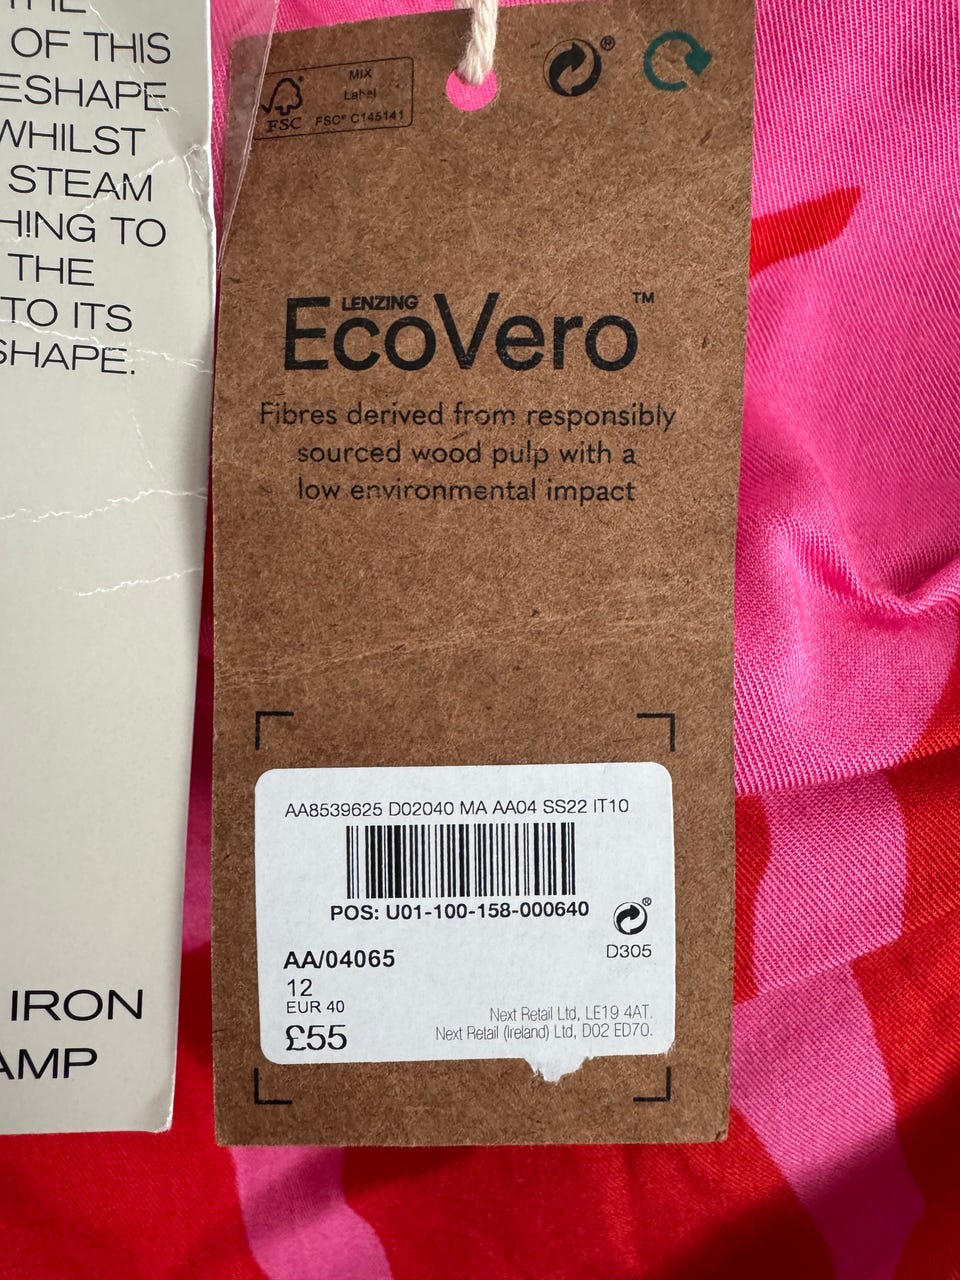 THE
OF THIS
ESHAPE
WHILST
STEAM
HING TO
THE
TO ITS
SHAPE.
IRON
AMP
FSC
MIX
Label
FSC® C145141
®
LENZING
EcoVero™
Fibres derived from responsibly
sourced wood pulp with a
low environmental impact
AA8539625 D02040 MA AA04 SS22 IT10
POS: U01-100-158-000640
®
D305
AA/04065
12
EUR 40
£55
Next Retail Ltd, LE19 4AT.
Next Retail (Ireland) Ltd, D02 ED70.